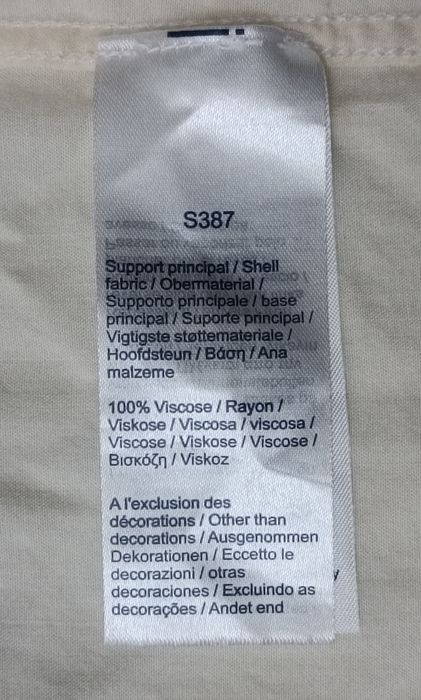 S387
Support principal / Shell
fabric / Obermaterial /
Supporto principale / base
principal / Suporte principal /
Vigtigste støttemateriale /
Hoofdsteun / Βάση / Ana
malzeme
100% Viscose / Rayon /
Viskose / Viscosa / viscosa /
Viscose / Viskose / Viscose /
Βισκόζη / Viskoz
A l'exclusion des
décorations / Other than
decorations / Ausgenommen
Dekorationen / Eccetto le
decorazioni / otras
decoraciones / Excluindo as
decorações / Andet end